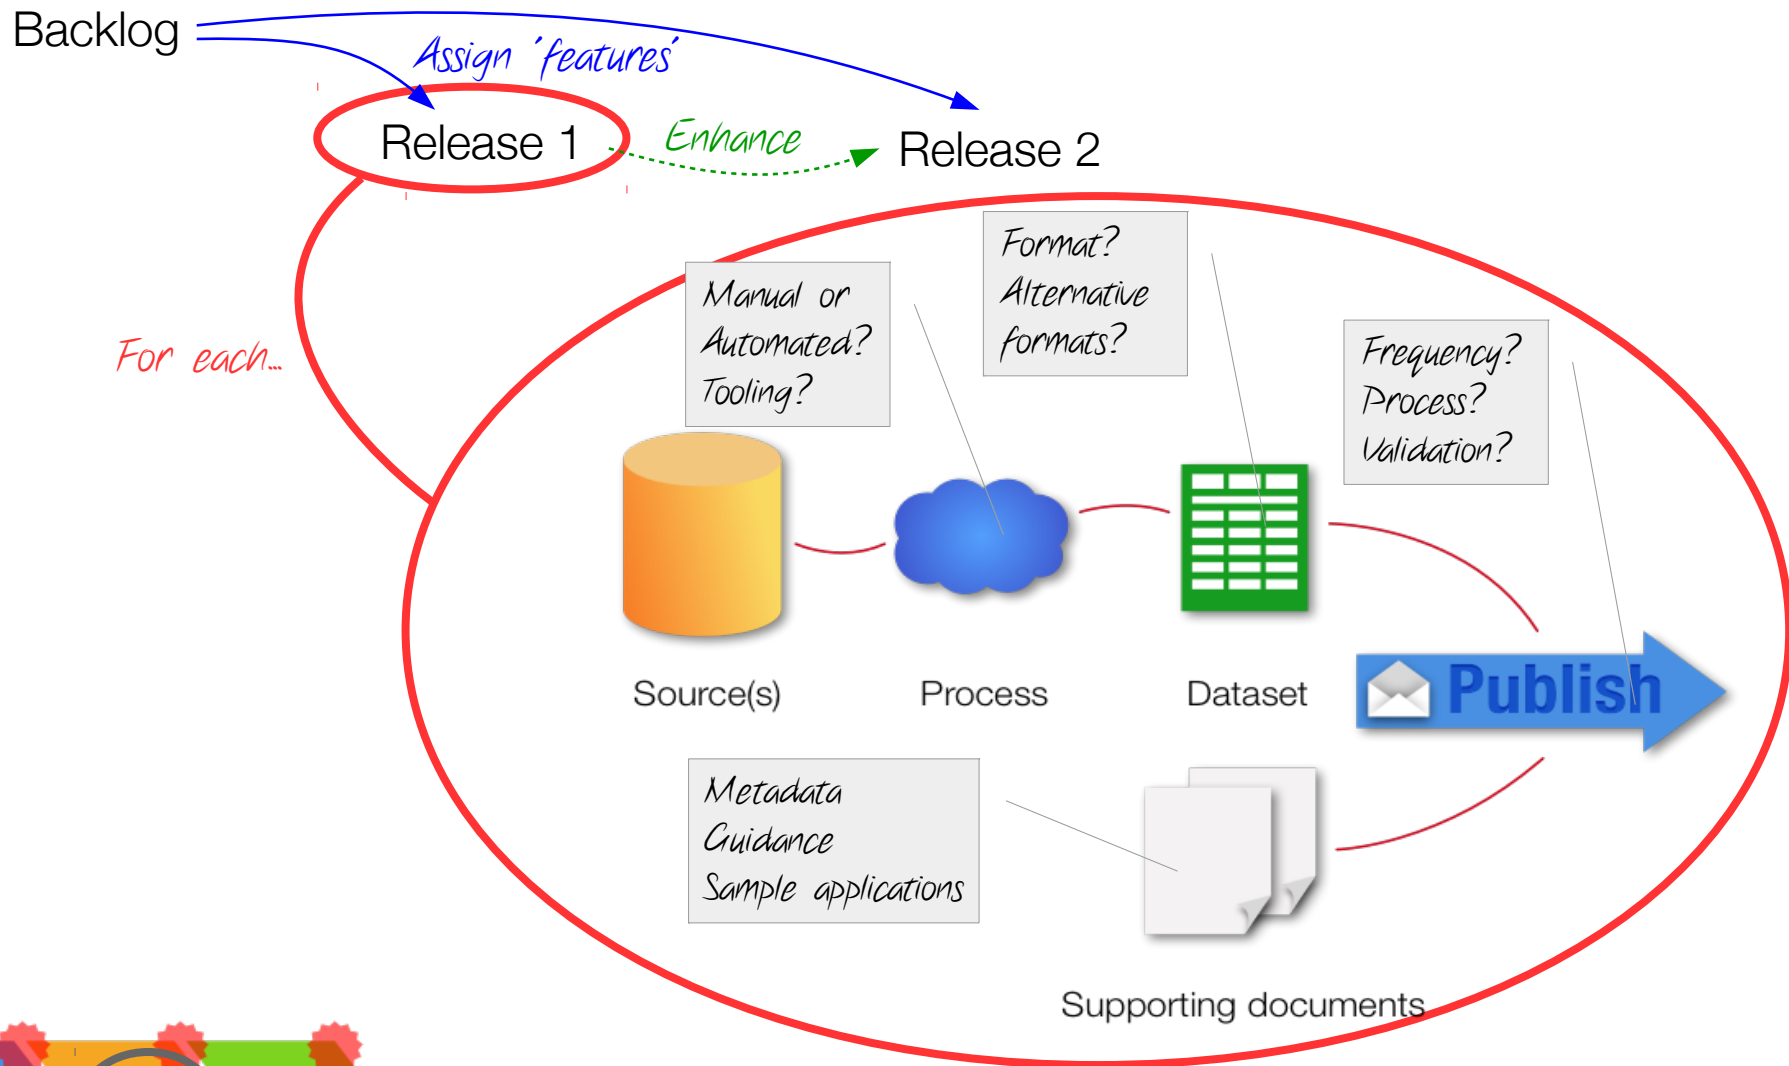 Backlog
Assign 'features'
Release 1
Enhance
Release 2
For each...
Manual or
Automated?
Tooling?
Format?
Alternative
formats?
Frequency?
Process?
Validation?
Source(s)
Process
Dataset
Publish
Metadata
Guidance
Sample applications
Supporting documents